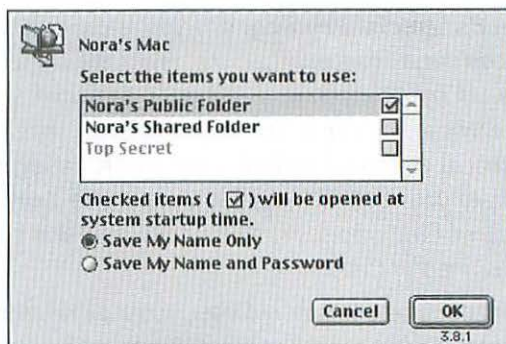 Nora's Mac
Select the items you want to use:
Nora's Public Folder
Nora's Shared Folder
Top Secret
Checked items ( ☑ ) will be opened at
system startup time.
Save My Name Only
Save My Name and Password
Cancel
OK
3.8.1